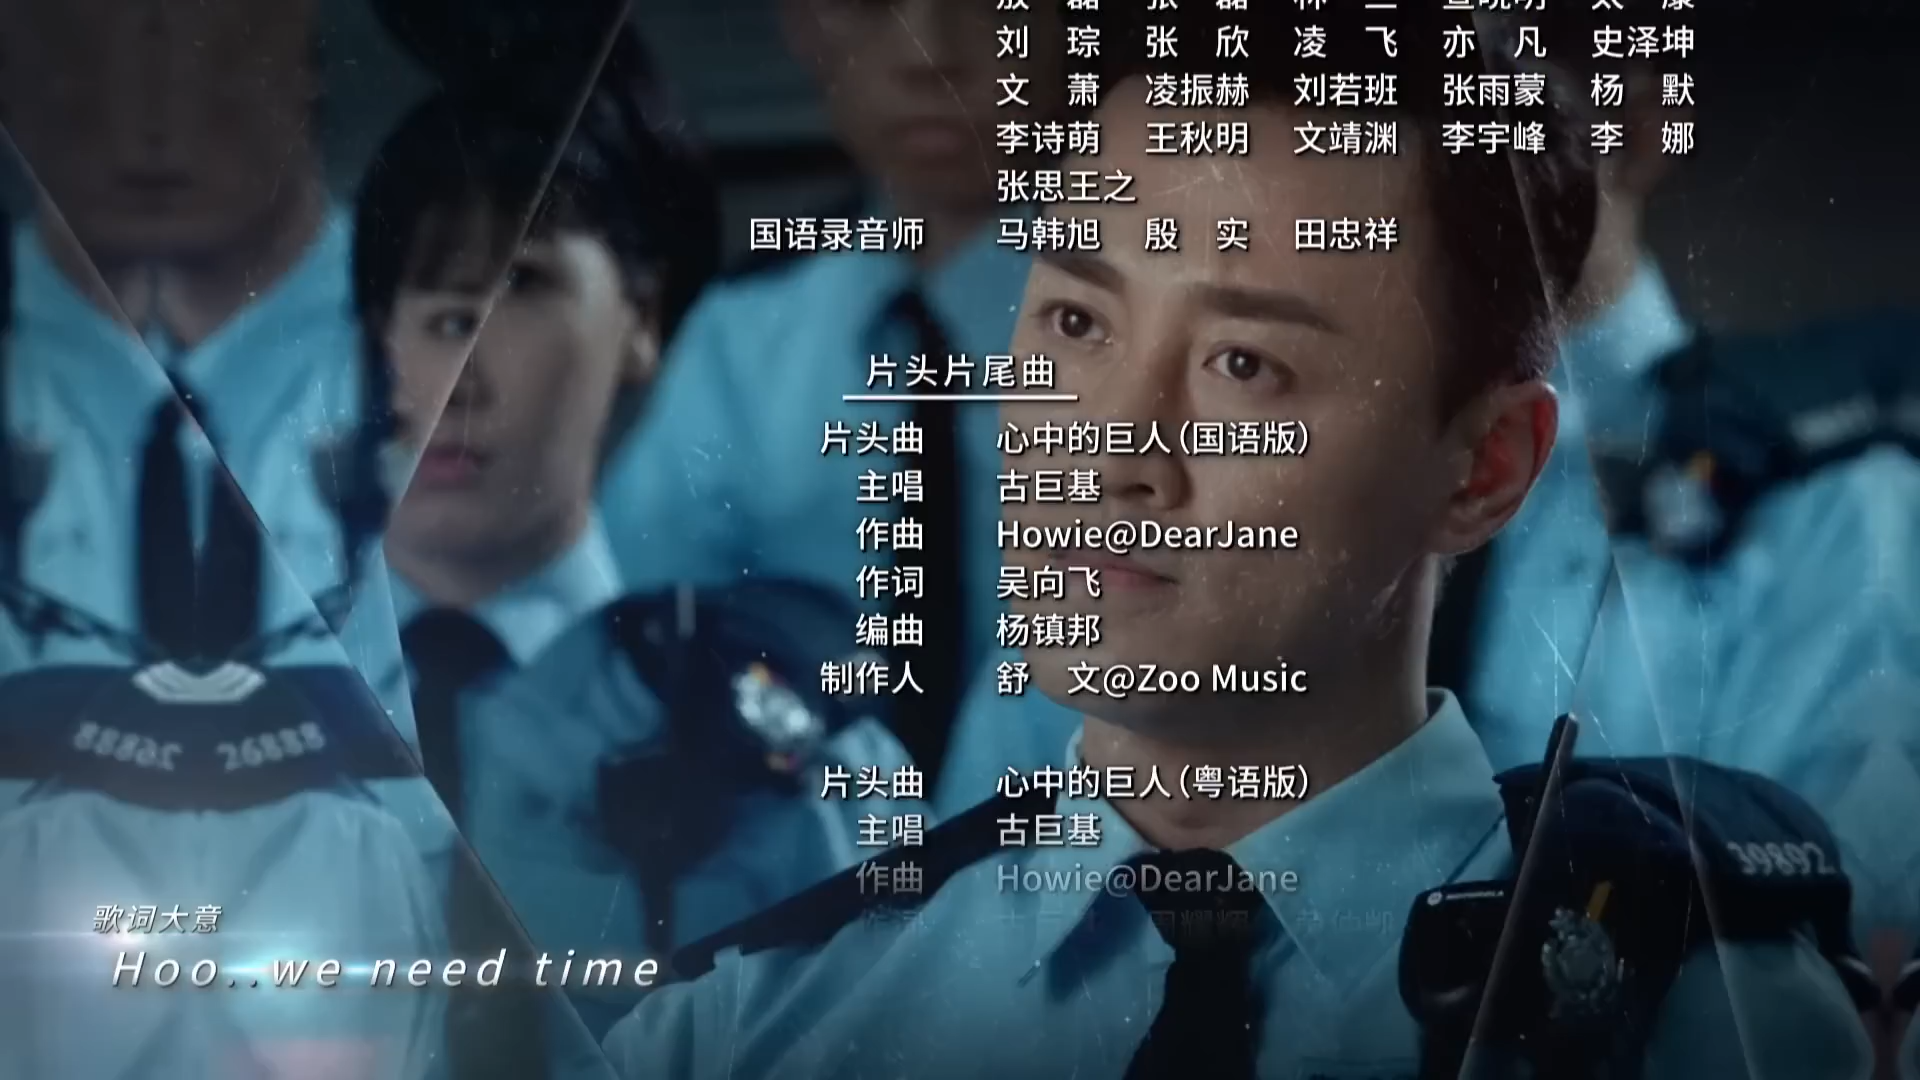 刘 琮 张 欣 凌 飞 亦 凡 史泽坤
文 萧 凌振赫 刘若班 张雨蒙 杨 默
李诗萌 王秋明 文靖渊 李宇峰 李 娜
张思王之
国语录音师 马韩旭 殷 实 田忠祥
片头片尾曲
片头曲 心中的巨人(国语版)
主唱 古巨基
作曲 Howie@DearJane
作词 吴向飞
编曲 杨镇邦
制作人 舒 文@Zoo Music
片头曲 心中的巨人(粤语版)
主唱 古巨基
作曲 Howie@DearJane
歌词大意
Hoo..we need time
26888
39892
MOTOROLA